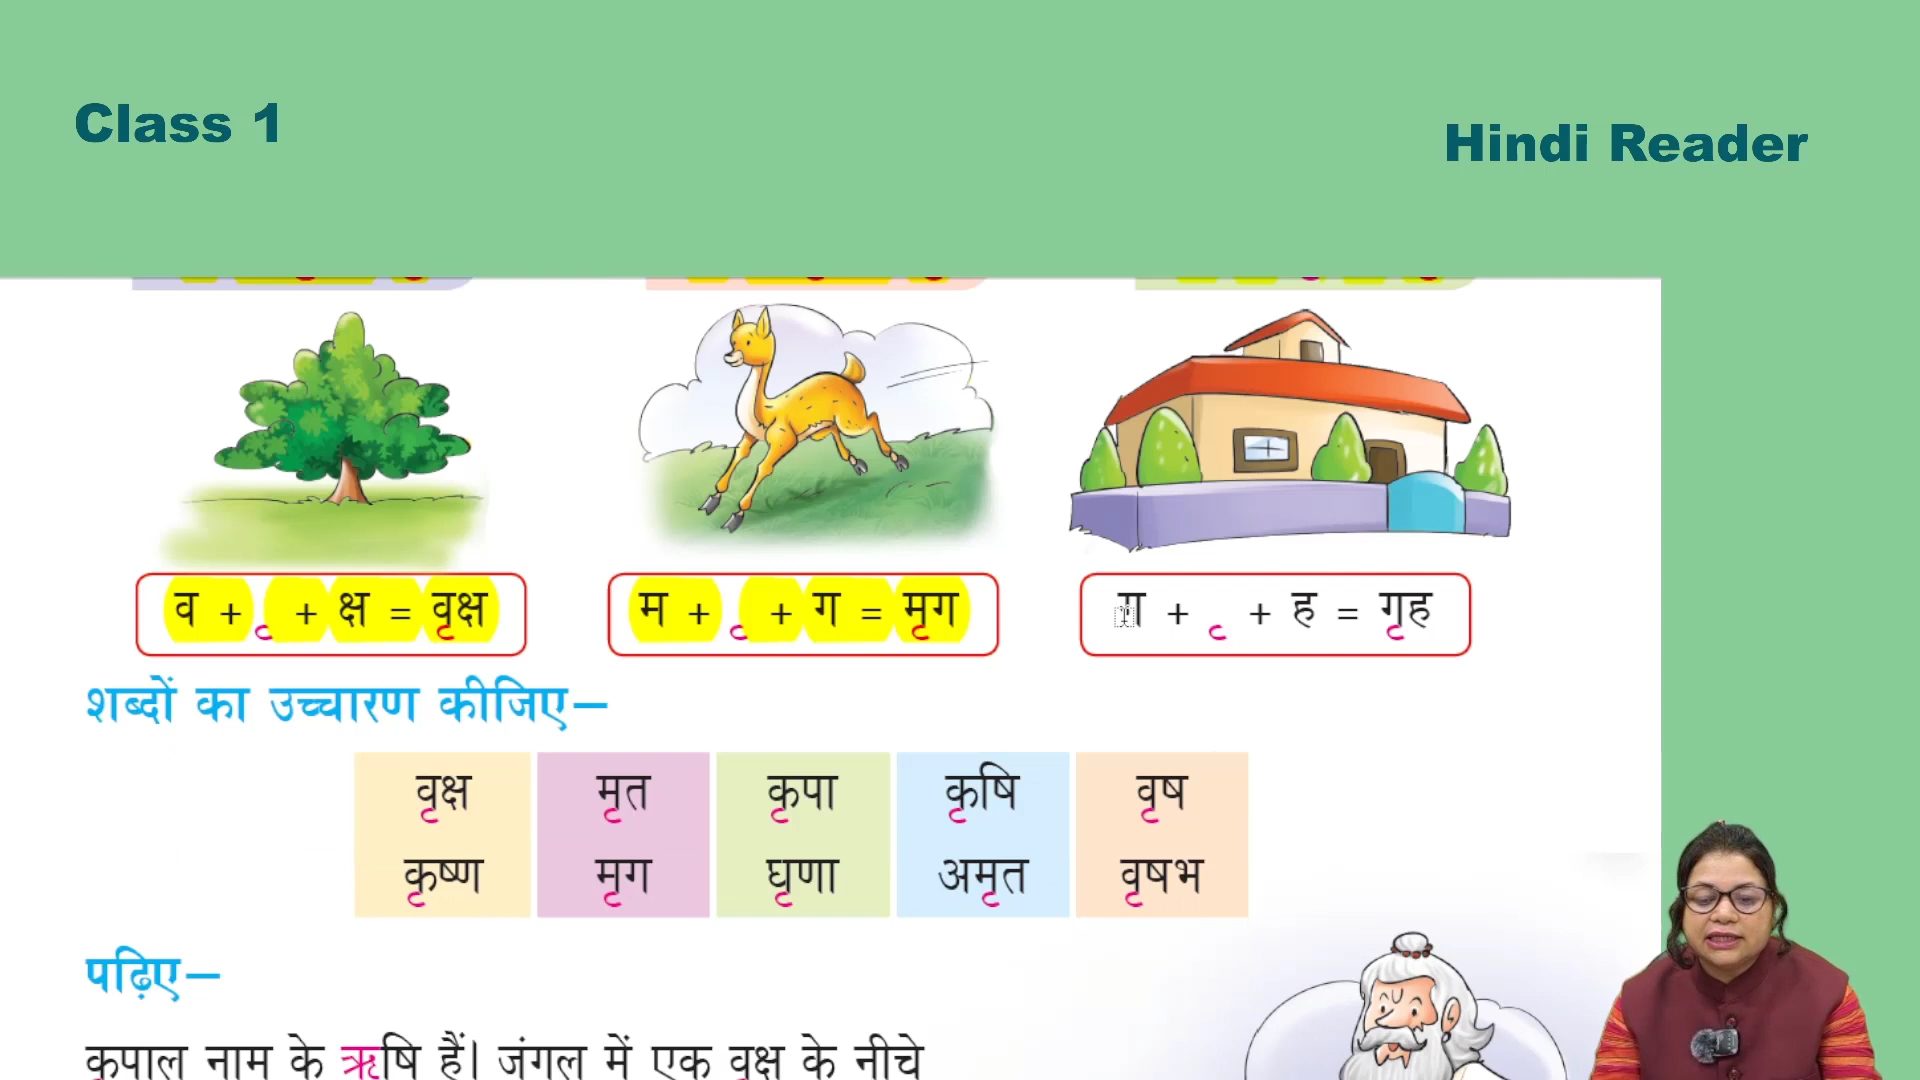 Class 1
Hindi Reader
व + ृ + क्ष = वृक्ष
म + ृ + ग = मृग
ग + ृ + ह = गृह
शब्दों का उच्चारण कीजिए–
वृक्ष मृत कृपा कृषि वृष
कृष्ण मृग घृणा अमृत वृषभ
पढ़िए–
कृपाल नाम के ऋषि हैं। जंगल में एक वृक्ष के नीचे